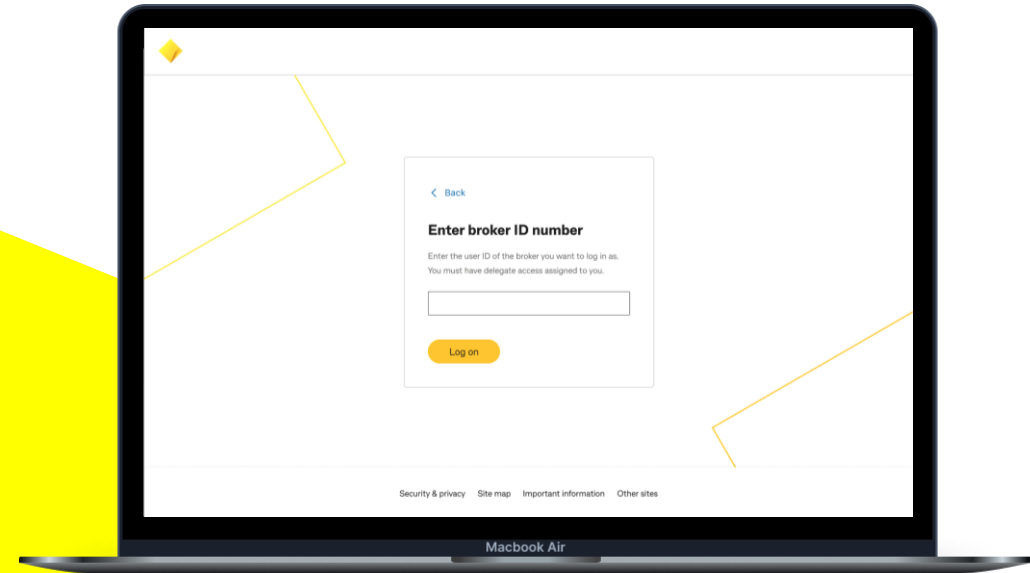 Back
Enter broker ID number
Enter the user ID of the broker you want to log in as.
You must have delegate access assigned to you.
Log on
Security & privacy Site map Important information Other sites
Macbook Air